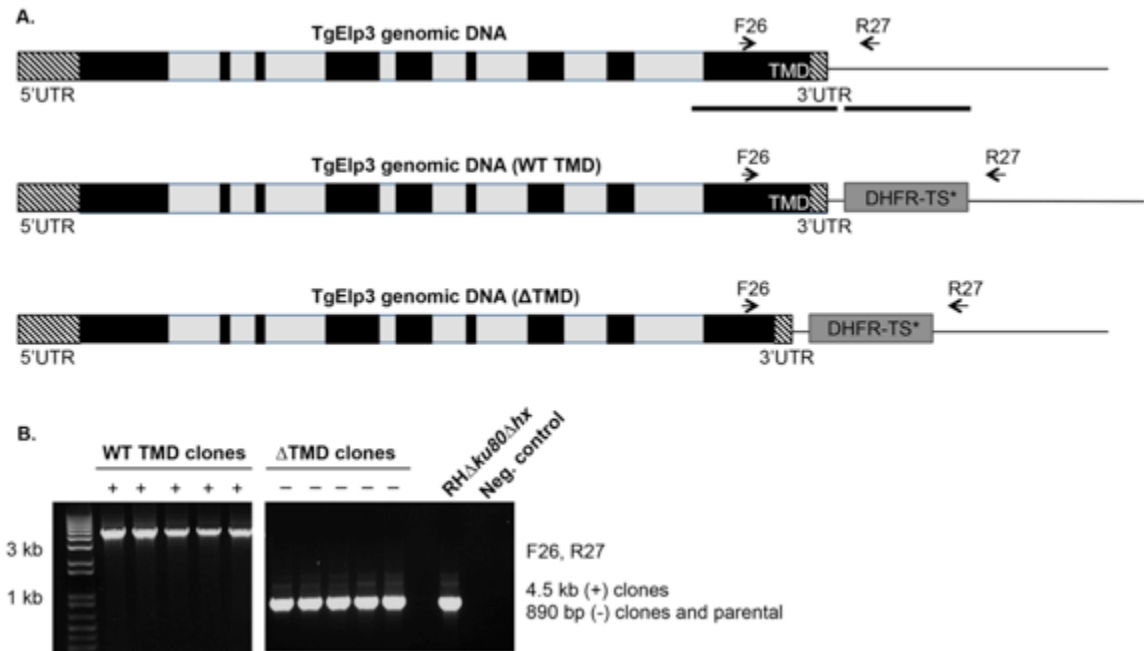 A.
TgElp3 genomic DNA
F26
R27
TMD
5'UTR
3'UTR
TgElp3 genomic DNA (WT TMD)
F26
R27
TMD
DHFR-TS*
5'UTR
3'UTR
TgElp3 genomic DNA (ΔTMD)
F26
R27
DHFR-TS*
5'UTR
3'UTR
B.
WT TMD clones
ΔTMD clones
RHΔku80Δhx
Neg. control
+ + + + +
– – – – –
3 kb
1 kb
F26, R27
4.5 kb (+) clones
890 bp (-) clones and parental